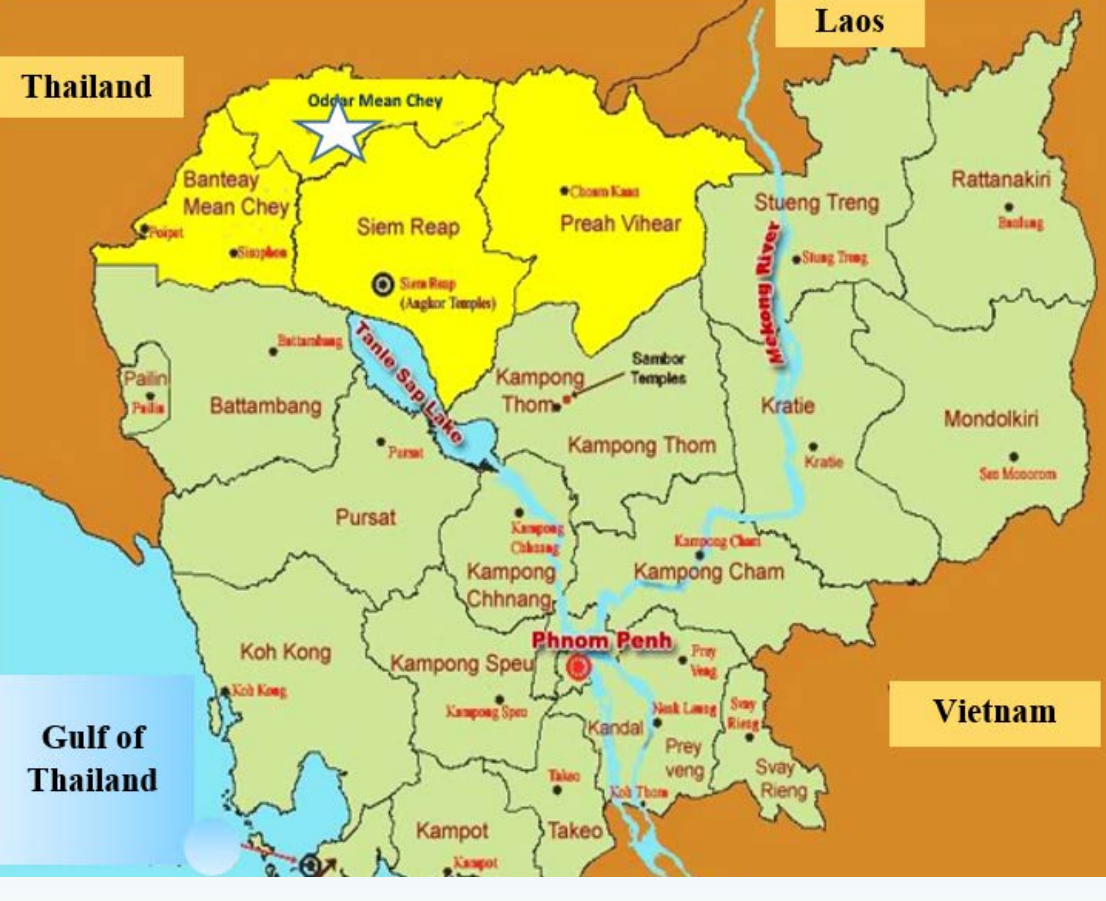 Laos
Thailand
Oddar Mean Chey
Banteay
Mean Chey
Siem Reap
Preah Vihear
Choam Kaan
Stueng Treng
Rattanakiri
Banlung
Poipet
Sisophon
Siem Reap
(Angkor Temples)
Stung Treng
Mekong River
Tanle Sap Lake
Battambang
Battambang
Pailin
Pailin
Kampong
Thom
Sambor
Temples
Kampong Thom
Kratie
Kratie
Mondolkiri
Sen Monorom
Pursat
Pursat
Kampong
Chhnang
Kampong
Chhnang
Kampong Cham
Kampong Cham
Phnom Penh
Koh Kong
Koh Kong
Kampong Speu
Kampong Speu
Prey
Veng
Svay
Rieng
Neak Leung
Kandal
Prey
veng
Svay
Rieng
Vietnam
Gulf of
Thailand
Takeo
Koh Thom
Kampot
Takeo
Kampot